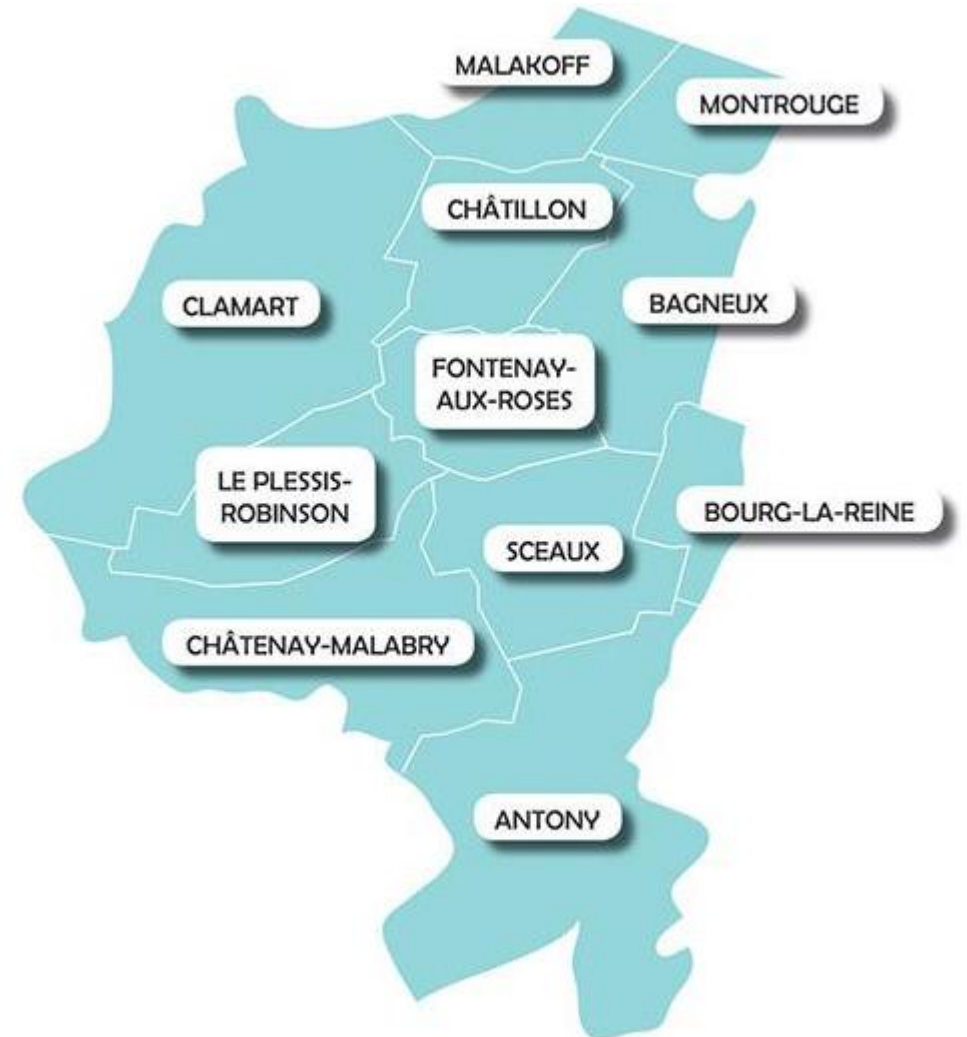 MALAKOFF
MONTROUGE
CHÂTILLON
CLAMART
BAGNEUX
FONTENAY-
AUX-ROSES
LE PLESSIS-
ROBINSON
BOURG-LA-REINE
SCEAUX
CHÂTENAY-MALABRY
ANTONY